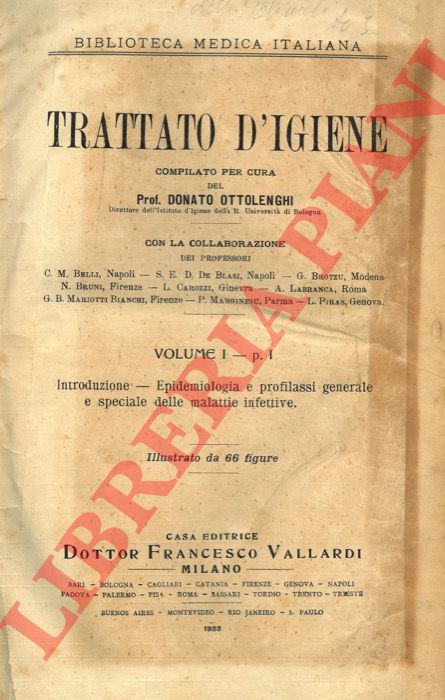 BIBLIOTECA MEDICA ITALIANA
TRATTATO D'IGIENE
COMPILATO PER CURA
DEL
Prof. DONATO OTTOLENGHI
Direttore dell'Istituto d'Igiene della R. Università di Bologna
CON LA COLLABORAZIONE
DEI PROFESSORI
C. M. BELLI, Napoli — S. E. D. DE BLASI, Napoli — G. BROTZU, Modena
N. BRUNI, Firenze — L. CAROZZI, Ginevra — A. LABRANCA, Roma
G. B. MARIOTTI BIANCHI, Firenze — P. MARGINESU, Parma — L. PIRAS, Genova.
VOLUME I — p. I
Introduzione — Epidemiologia e profilassi generale
e speciale delle malattie infettive.
Illustrato da 66 figure
CASA EDITRICE
DOTTOR FRANCESCO VALLARDI
MILANO
BARI – BOLOGNA – CAGLIARI – CATANIA – FIRENZE – GENOVA – NAPOLI
PADOVA – PALERMO – PISA – ROMA – SASSARI – TORINO – TRENTO – TRIESTE
BUENOS AIRES – MONTEVIDEO – RIO JANEIRO – S. PAULO
1933
LIBRERIA PIANI